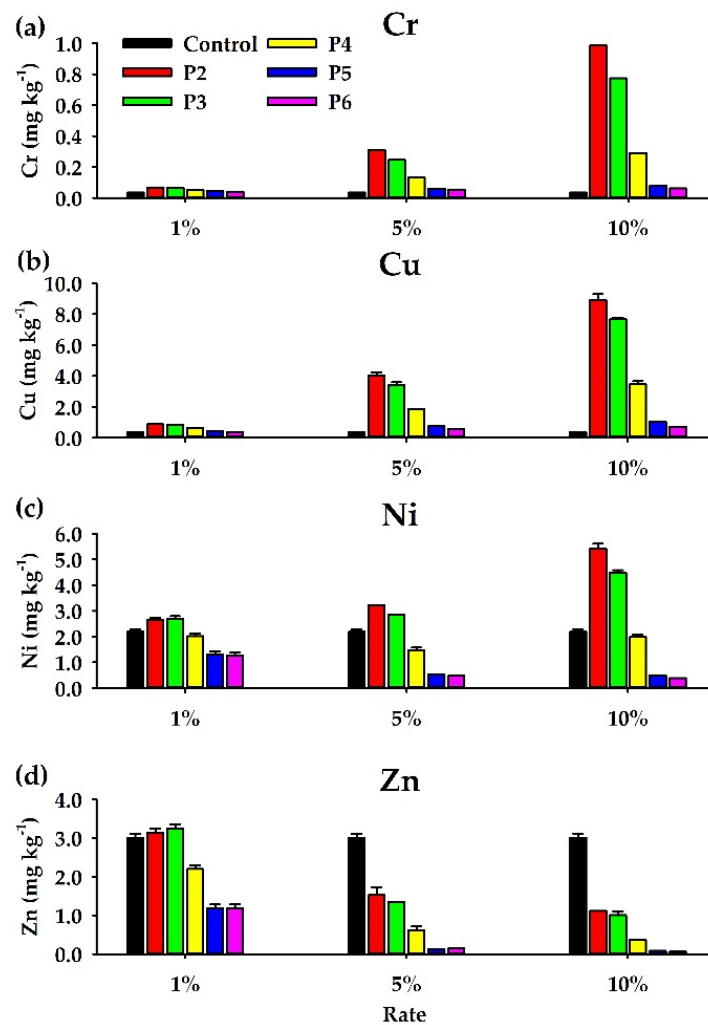 (a) Cr
Control P4
P2 P5
P3 P6
Cr (mg kg-1)
1.0
0.8
0.6
0.4
0.2
0.0
1% 5% 10%
(b) Cu
Cu (mg kg-1)
10.0
8.0
6.0
4.0
2.0
0.0
1% 5% 10%
(c) Ni
Ni (mg kg-1)
6.0
5.0
4.0
3.0
2.0
1.0
0.0
1% 5% 10%
(d) Zn
Zn (mg kg-1)
4.0
3.0
2.0
1.0
0.0
1% 5% 10%
Rate